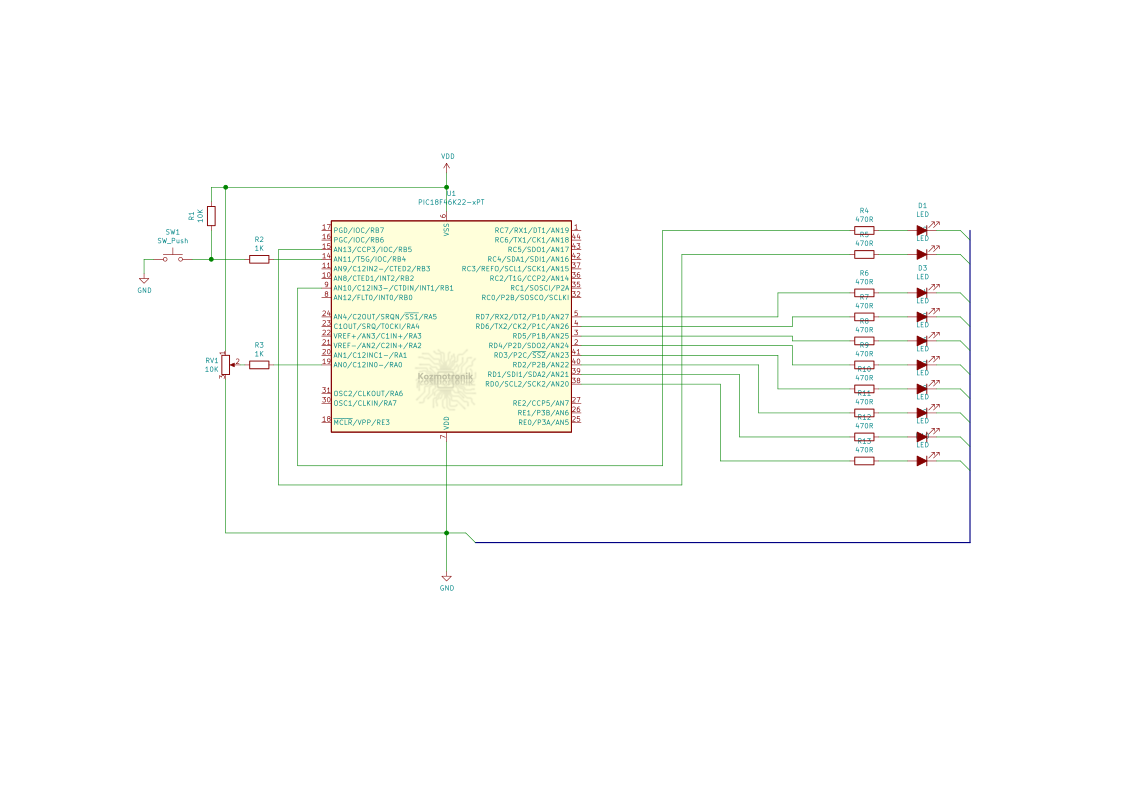 VDD
U1
PIC18F46K22-xPT
R1
10K
SW1
SW_Push
GND
R2
1K
R3
1K
RV1
10K
1
2
3
6
VSS
17 PGD/IOC/RB7
16 PGC/IOC/RB6
15 AN13/CCP3/IOC/RB5
14 AN11/T5G/IOC/RB4
11 AN9/C12IN2-/CTED2/RB3
10 AN8/CTED1/INT2/RB2
9 AN10/C12IN3-/CTDIN/INT1/RB1
8 AN12/FLT0/INT0/RB0
24 AN4/C2OUT/SRQN/SS1/RA5
23 C1OUT/SRQ/T0CKI/RA4
22 VREF+/AN3/C1IN+/RA3
21 VREF-/AN2/C2IN+/RA2
20 AN1/C12INC1-/RA1
19 AN0/C12IN0-/RA0
31 OSC2/CLKOUT/RA6
30 OSC1/CLKIN/RA7
18 MCLR/VPP/RE3
RC7/RX1/DT1/AN19 1
RC6/TX1/CK1/AN18 44
RC5/SDO1/AN17 43
RC4/SDA1/SDI1/AN16 42
RC3/REFO/SCL1/SCK1/AN15 37
RC2/T1G/CCP2/AN14 36
RC1/SOSCI/P2A 35
RC0/P2B/SOSCO/SCLKI 32
RD7/RX2/DT2/P1D/AN27 5
RD6/TX2/CK2/P1C/AN26 4
RD5/P1B/AN25 3
RD4/P2D/SDO2/AN24 2
RD3/P2C/SS2/AN23 41
RD2/P2B/AN22 40
RD1/SDI1/SDA2/AN21 39
RD0/SCL2/SCK2/AN20 38
RE2/CCP5/AN7 27
RE1/P3B/AN6 26
RE0/P3A/AN5 25
Kozmotronik
VDD
7
GND
R4
470R
R5
470R
R6
470R
R7
470R
R8
470R
R9
470R
R10
470R
R11
470R
R12
470R
R13
470R
D1
LED
LED
D3
LED
LED
LED
LED
LED
LED
LED
LED